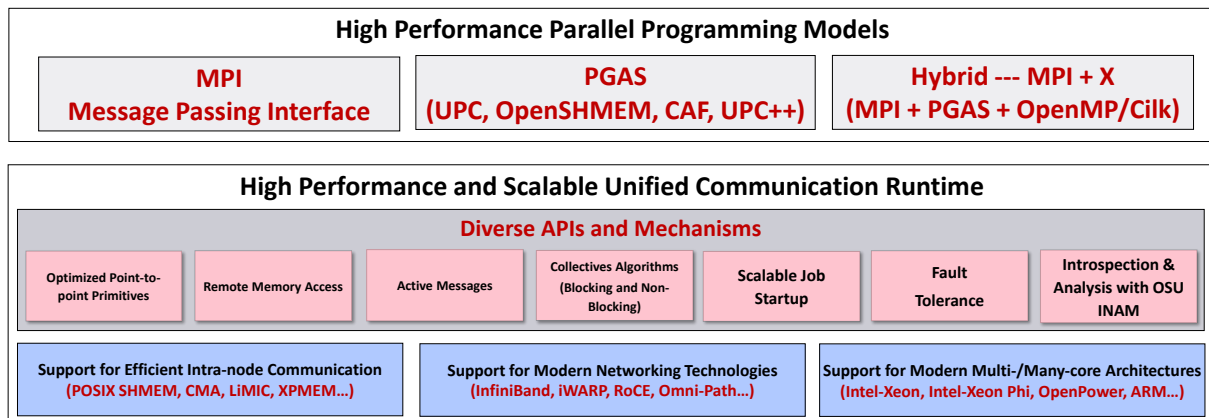 High Performance Parallel Programming Models
MPI
Message Passing Interface
PGAS
(UPC, OpenSHMEM, CAF, UPC++)
Hybrid --- MPI + X
(MPI + PGAS + OpenMP/Cilk)
High Performance and Scalable Unified Communication Runtime
Diverse APIs and Mechanisms
Optimized Point-to-
point Primitives
Remote Memory Access
Active Messages
Collectives Algorithms
(Blocking and Non-
Blocking)
Scalable Job
Startup
Fault
Tolerance
Introspection &
Analysis with OSU
INAM
Support for Efficient Intra-node Communication
(POSIX SHMEM, CMA, LiMIC, XPMEM…)
Support for Modern Networking Technologies
(InfiniBand, iWARP, RoCE, Omni-Path…)
Support for Modern Multi-/Many-core Architectures
(Intel-Xeon, Intel-Xeon Phi, OpenPower, ARM…)